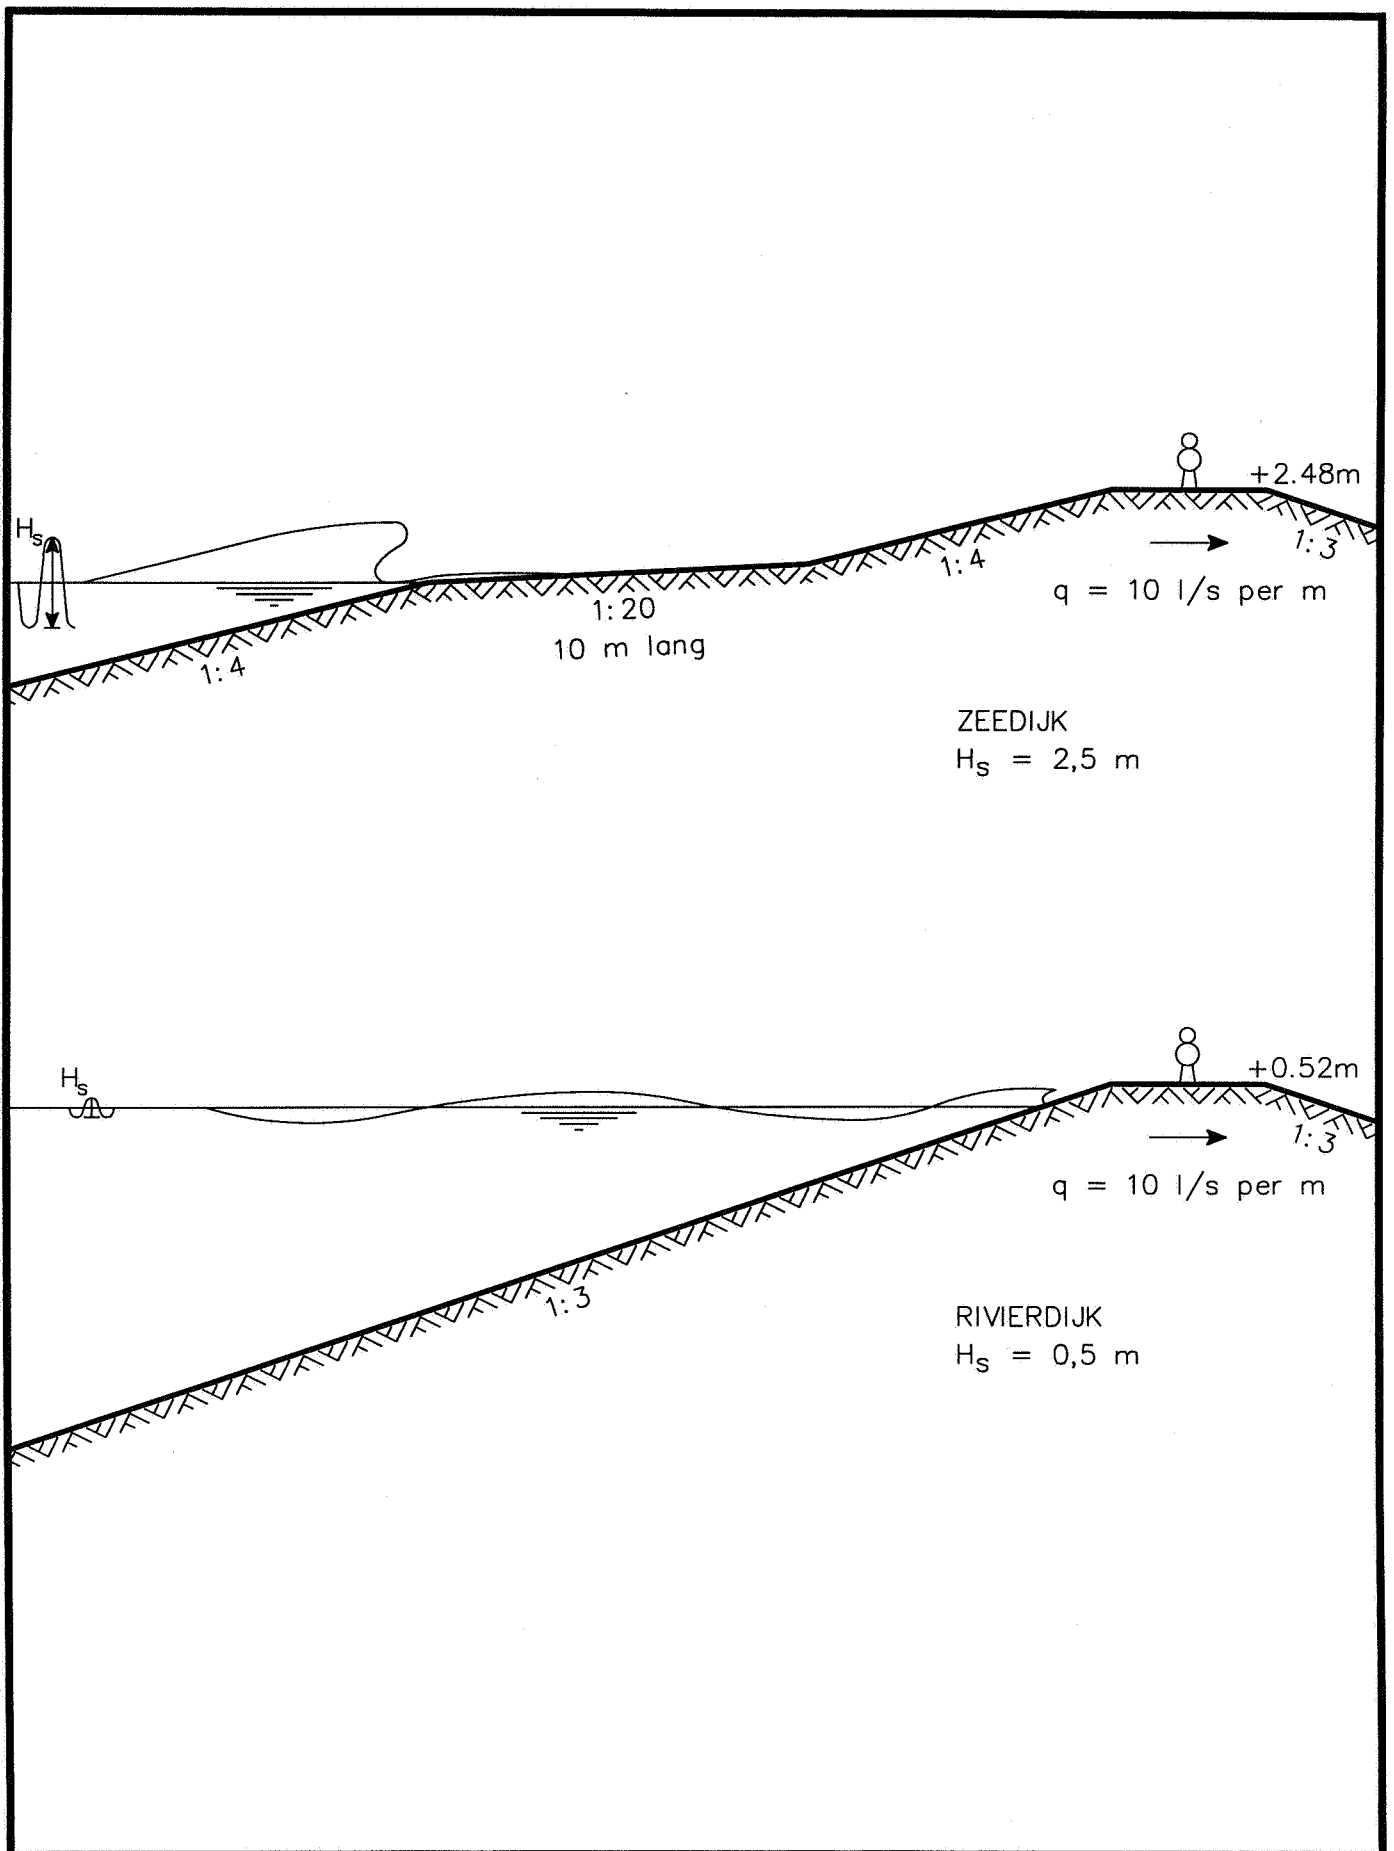 +2.48m
Hs
1:3
1:4
q = 10 l/s per m
1:20
10 m lang
1:4
ZEEDIJK
Hs = 2,5 m
+0.52m
Hs
1:3
q = 10 l/s per m
1:3
RIVIERDIJK
Hs = 0,5 m